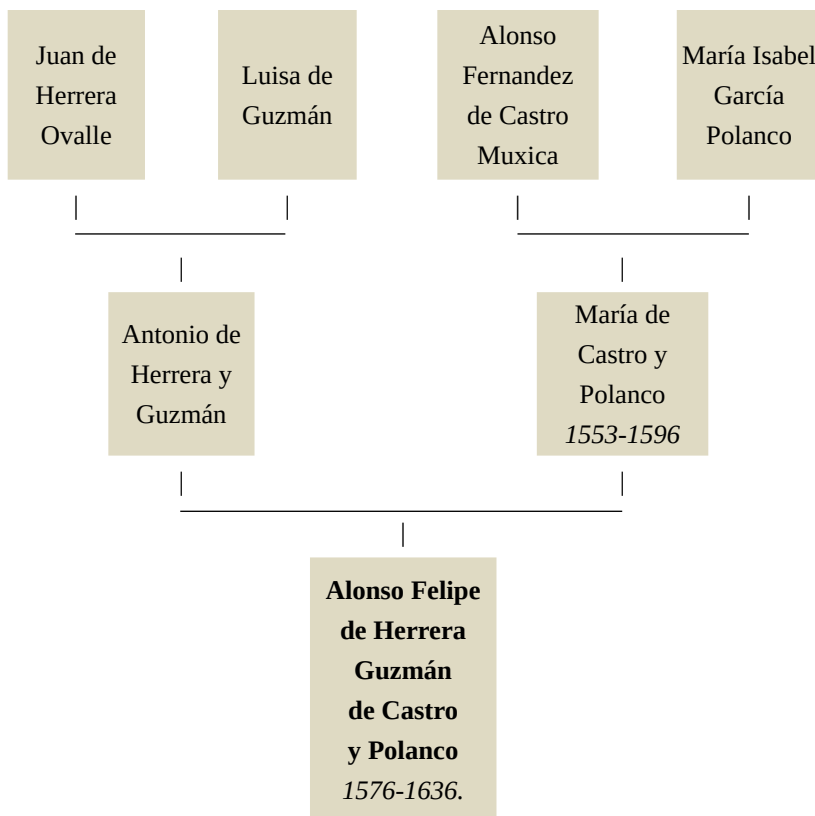 Juan de
Herrera
Ovalle
Luisa de
Guzmán
Alonso
Fernandez
de Castro
Muxica
María Isabel
García
Polanco
Antonio de
Herrera y
Guzmán
María de
Castro y
Polanco
1553-1596
Alonso Felipe
de Herrera
Guzmán
de Castro
y Polanco
1576-1636.